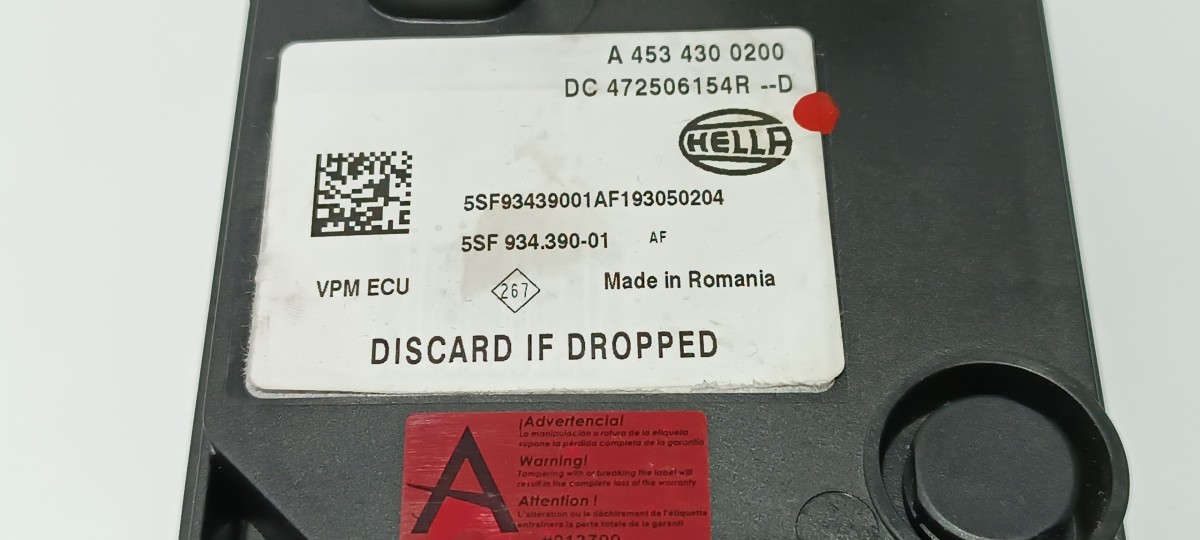 A 453 430 0200
DC 472506154R --D
HELLA
5SF93439001AF193050204
5SF 934.390-01 AF
VPM ECU 267 Made in Romania
DISCARD IF DROPPED
A
¡Advertencia!
La manipulación o rotura de la etiqueta
supone la pérdida completa de la garantía
Warning!
Tampering with or breaking the label will
result in the complete loss of the warranty
Attention !
L'altération ou le déchirement de l'étiquette
entraînera la perte totale de la garanti